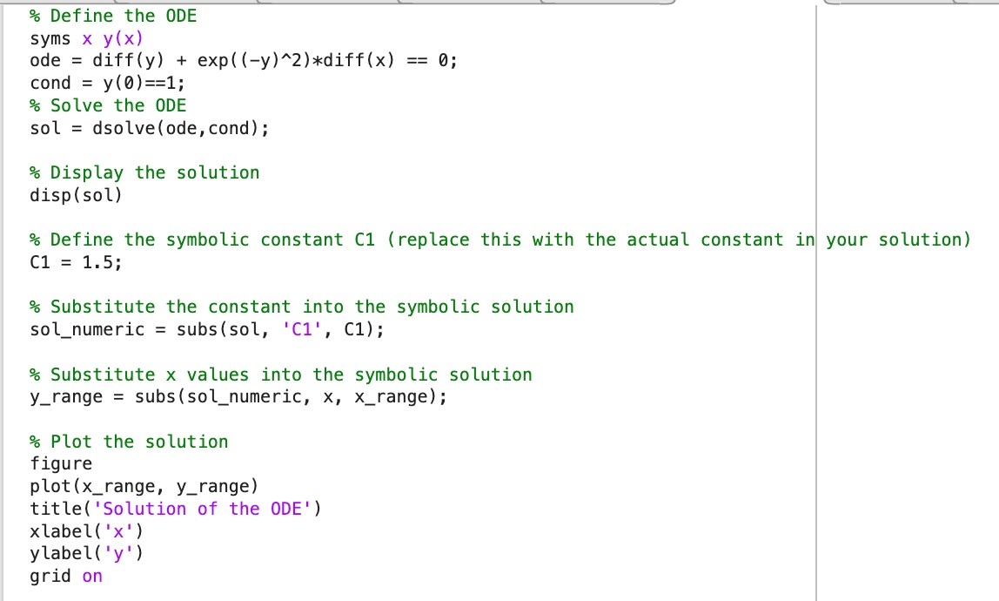 % Define the ODE
syms x y(x)
ode = diff(y) + exp((-y)^2)*diff(x) == 0;
cond = y(0)==1;
% Solve the ODE
sol = dsolve(ode,cond);
% Display the solution
disp(sol)
% Define the symbolic constant C1 (replace this with the actual constant in your solution)
C1 = 1.5;
% Substitute the constant into the symbolic solution
sol_numeric = subs(sol, 'C1', C1);
% Substitute x values into the symbolic solution
y_range = subs(sol_numeric, x, x_range);
% Plot the solution
figure
plot(x_range, y_range)
title('Solution of the ODE')
xlabel('x')
ylabel('y')
grid on